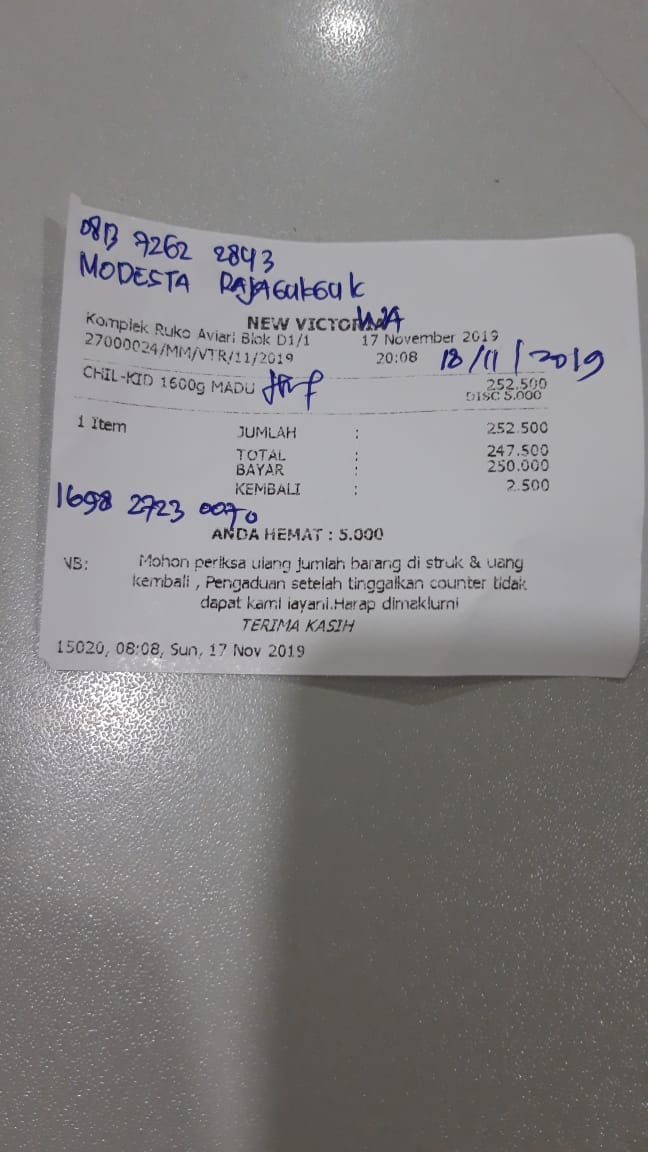 0813 7262 2843
MODESTA RAJAGUKGUK
NEW VICTORIA
WA
Komplek Ruko Aviari Blok D1/1 17 November 2019
27000024/MM/VTR/11/2019 20:08 18/11/2019
CHIL-KID 1600g MADU 252.500
DISC 5.000
1 Item JUMLAH : 252.500
TOTAL : 247.500
BAYAR : 250.000
KEMBALI : 2.500
1698 2723 0070
ANDA HEMAT : 5.000
NB: Mohon periksa ulang jumlah barang di struk & uang
kembali , Pengaduan setelah tinggalkan counter tidak
dapat kami layani.Harap dimaklumi
TERIMA KASIH
15020, 08:08, Sun, 17 Nov 2019